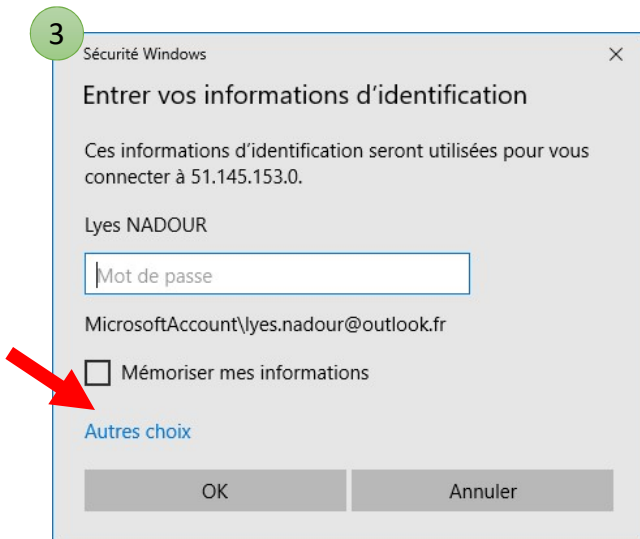 3
Sécurité Windows
Entrer vos informations d’identification
Ces informations d’identification seront utilisées pour vous
connecter à 51.145.153.0.
Lyes NADOUR
Mot de passe
MicrosoftAccount\lyes.nadour@outlook.fr
Mémoriser mes informations
Autres choix
OK
Annuler